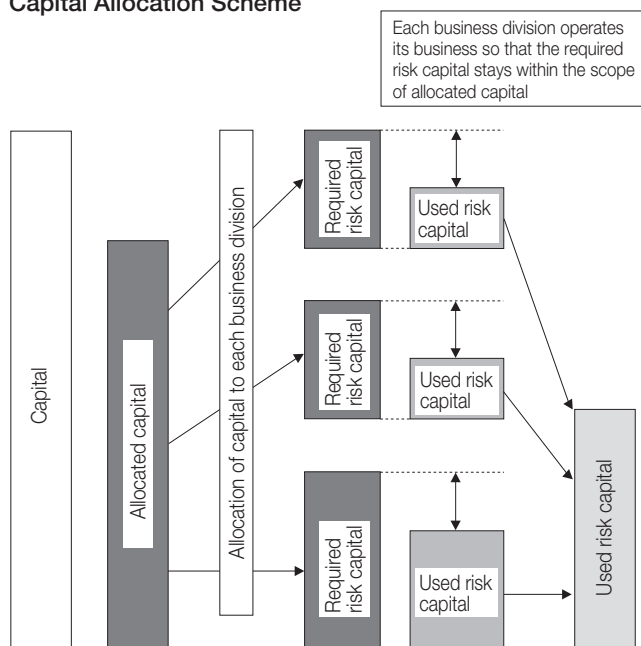 Capital Allocation Scheme
Each business division operates
its business so that the required
risk capital stays within the scope
of allocated capital
Capital
Allocated capital
Allocation of capital to each business division
Required
risk capital
Used risk
capital
Required
risk capital
Used risk
capital
Required
risk capital
Used risk
capital
Used risk capital